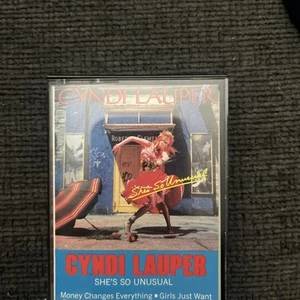 CYNDI LAUPER
She's So Unusual
CYNDI LAUPER
SHE'S SO UNUSUAL
Money Changes Everything • Girls Just Want